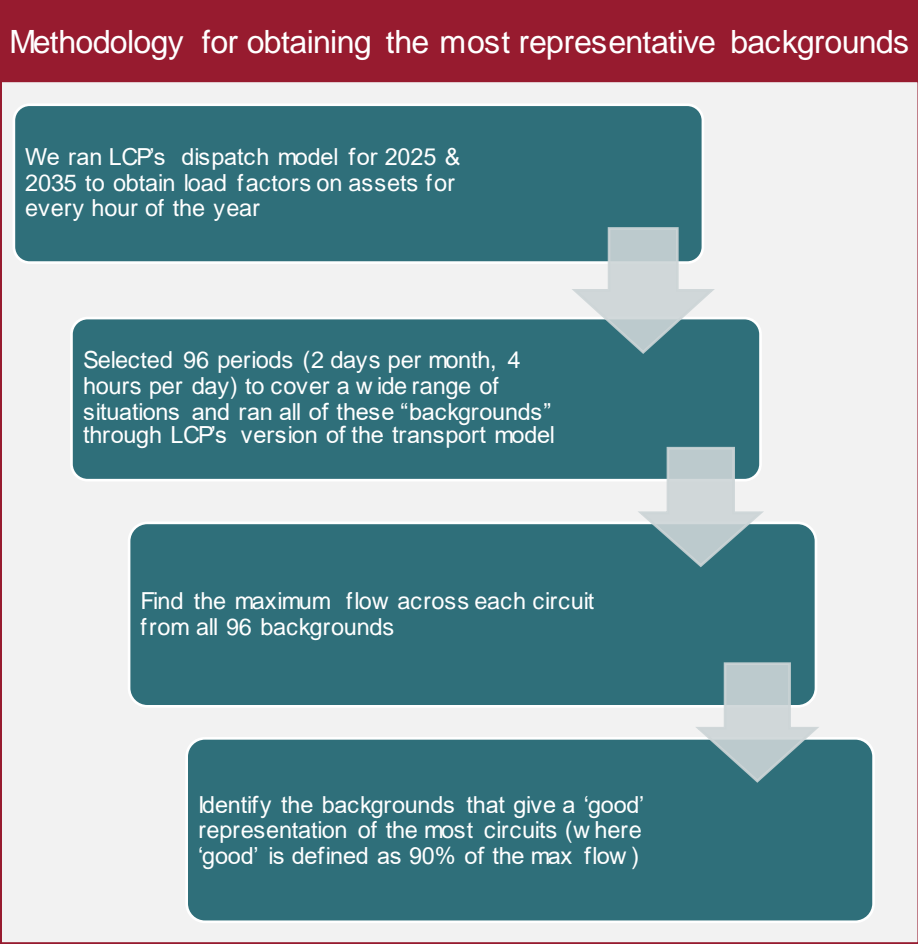 Methodology for obtaining the most representative backgrounds
We ran LCP's dispatch model for 2025 &
2035 to obtain load factors on assets for
every hour of the year
Selected 96 periods (2 days per month, 4
hours per day) to cover a wide range of
situations and ran all of these “backgrounds”
through LCP's version of the transport model
Find the maximum flow across each circuit
from all 96 backgrounds
Identify the backgrounds that give a ‘good’
representation of the most circuits (where
‘good’ is defined as 90% of the max flow)